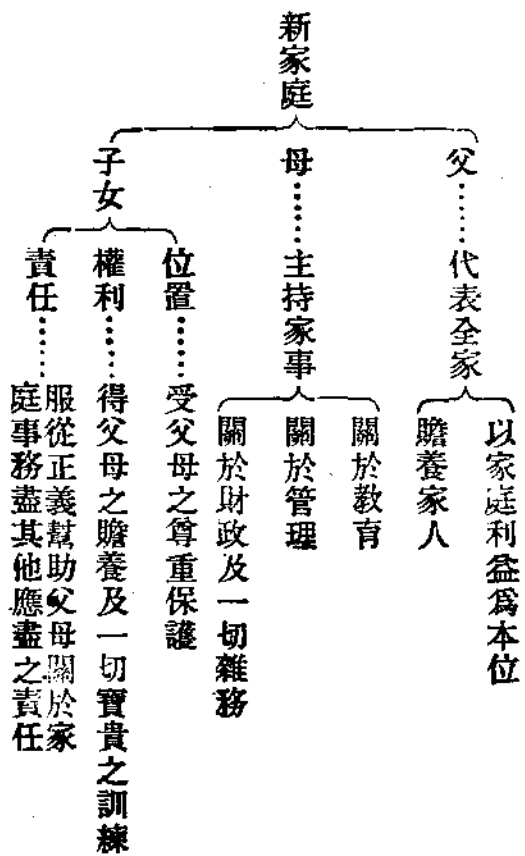 新家庭
父……代表全家
以家庭利益爲本位
贍養家人
母……主持家事
關於教育
關於管理
關於財政及一切雜務
子女
位置……受父母之尊重保護
權利……得父母之贍養及一切寶貴之訓練
責任……服從正義幫助父母關於家
庭事務盡其他應盡之責任